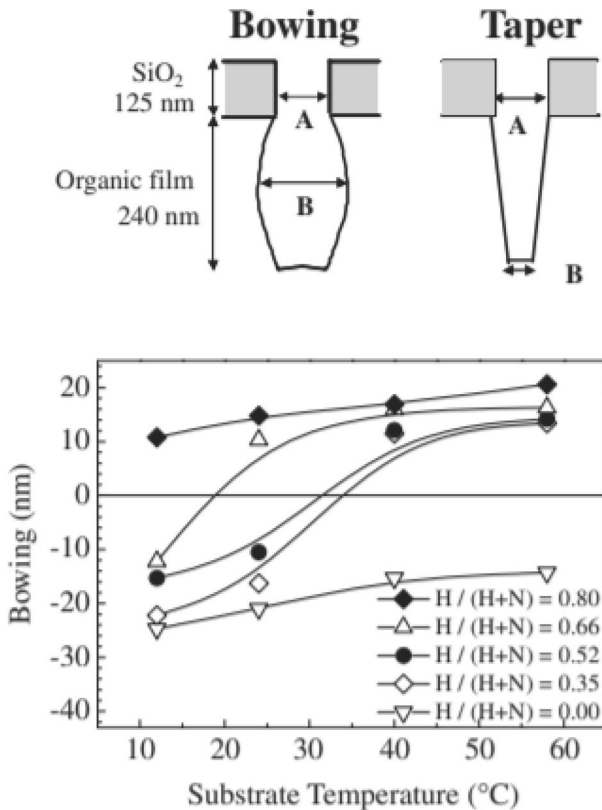 Bowing Taper
SiO₂
125 nm
A A
Organic film
240 nm
B
B
20
10
0
-10
-20
-30
-40
Bowing (nm)
H / (H+N) = 0.80
H / (H+N) = 0.66
H / (H+N) = 0.52
H / (H+N) = 0.35
H / (H+N) = 0.00
10 20 30 40 50 60
Substrate Temperature (°C)